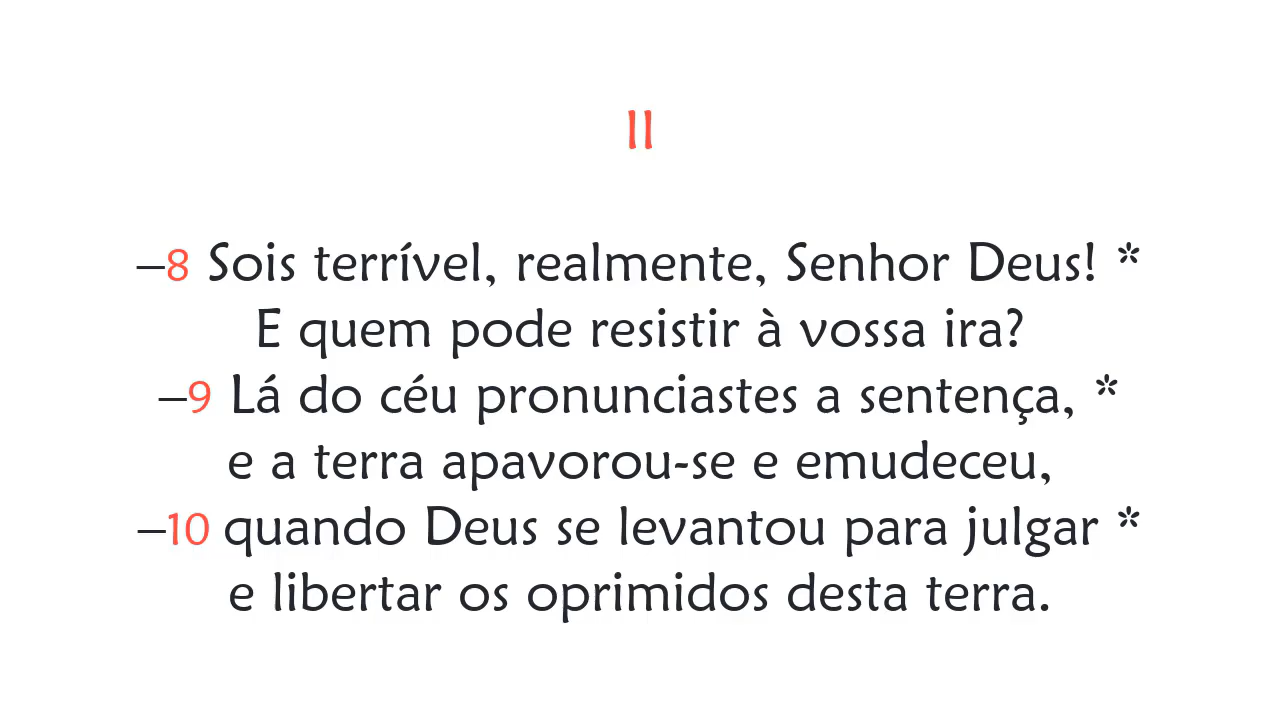 II
–8 Sois terrível, realmente, Senhor Deus! *
E quem pode resistir à vossa ira?
–9 Lá do céu pronunciastes a sentença, *
e a terra apavorou-se e emudeceu,
–10 quando Deus se levantou para julgar *
e libertar os oprimidos desta terra.